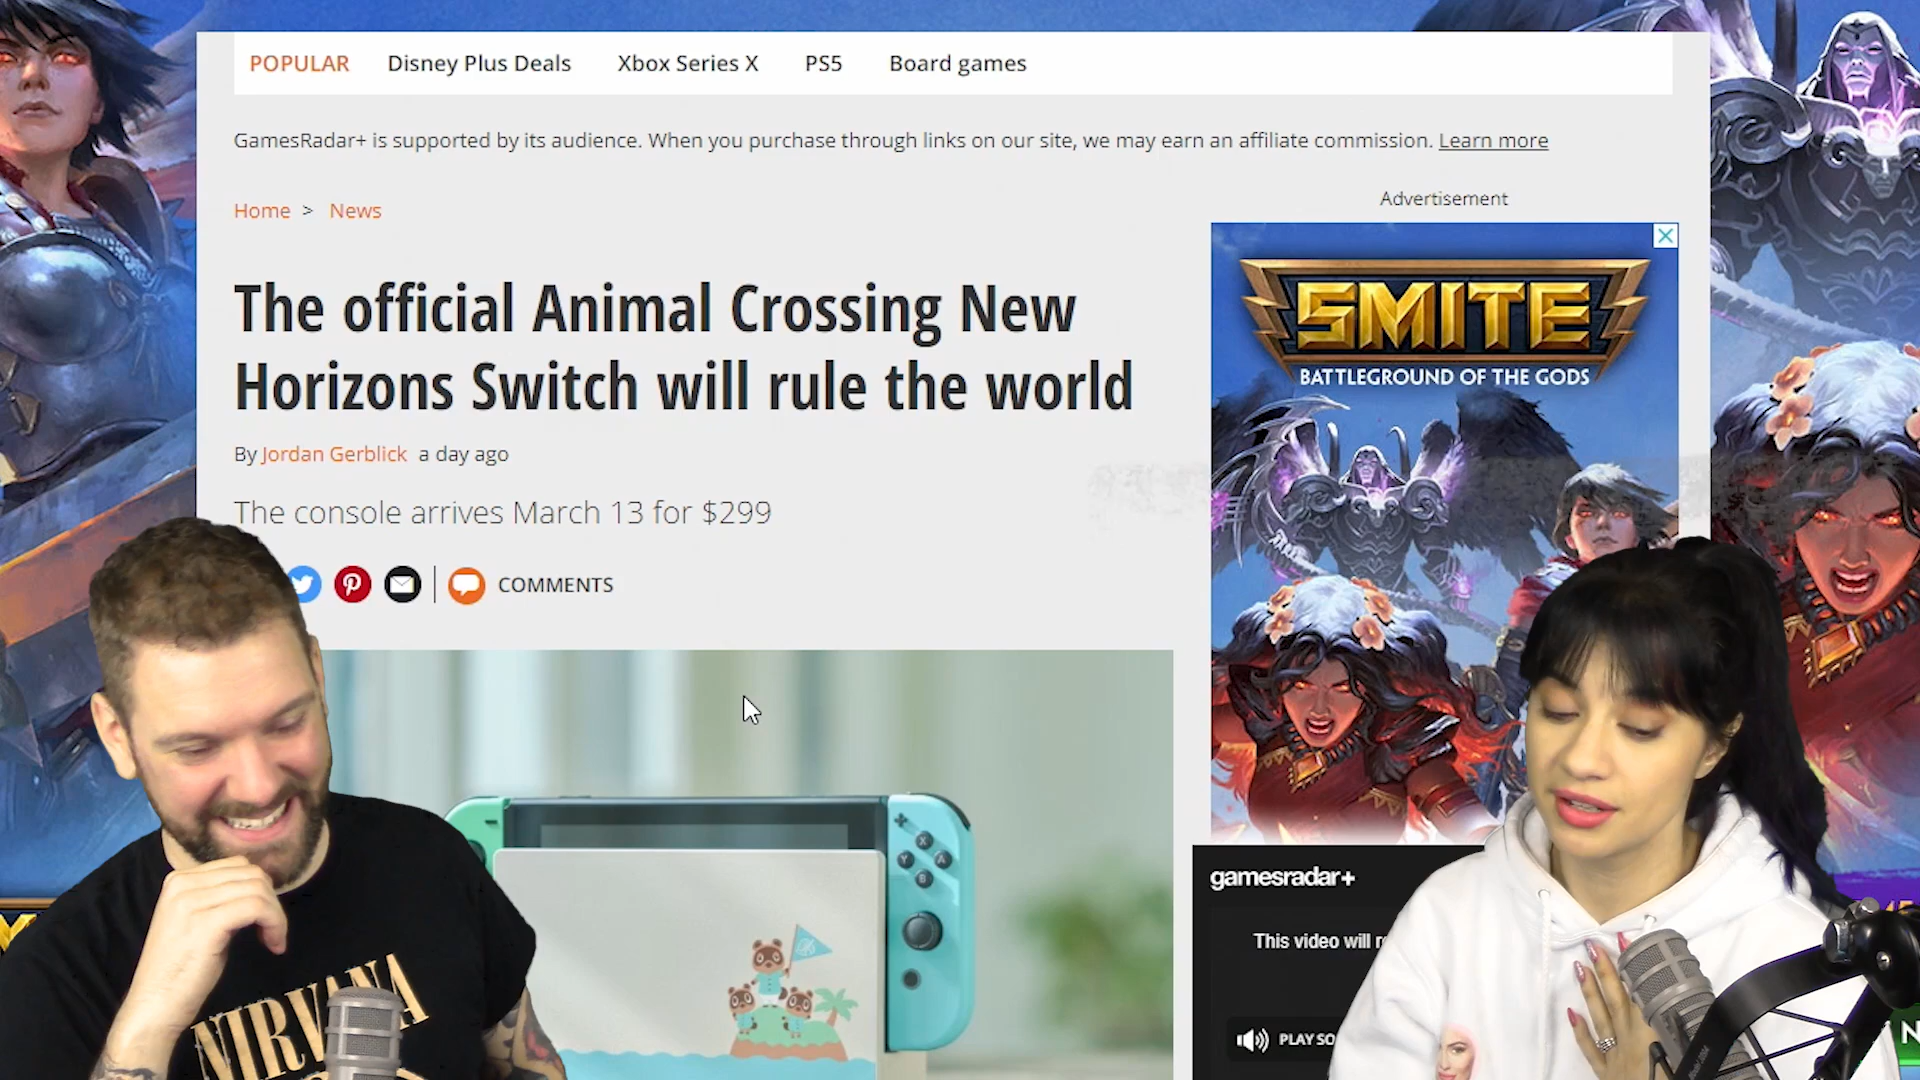 POPULAR Disney Plus Deals Xbox Series X PS5 Board games
GamesRadar+ is supported by its audience. When you purchase through links on our site, we may earn an affiliate commission. Learn more
Home > News
Advertisement
The official Animal Crossing New
Horizons Switch will rule the world
By Jordan Gerblick a day ago
The console arrives March 13 for $299
COMMENTS
SMITE
BATTLEGROUND OF THE GODS
X
Y A
B
gamesradar+
This video will
PLAY SO
NIRVANA